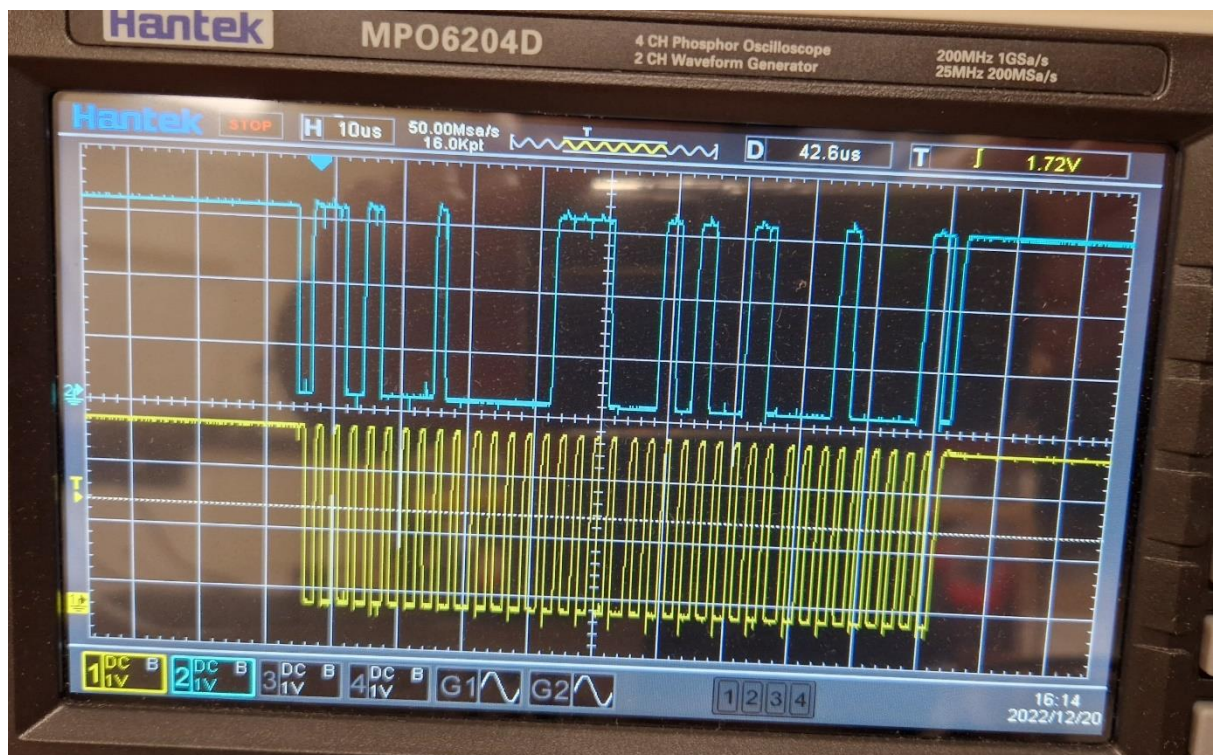 Hantek
MPO6204D
4 CH Phosphor Oscilloscope
2 CH Waveform Generator
200MHz 1GSa/s
25MHz 200MSa/s
Hantek STOP H 10us 50.00Msa/s T D 42.6us T 1.72V
16.0Kpt
2
T
1
1 DC B 1V 2 DC B 1V 3 DC B 1V 4 DC B 1V G1 G2 1 2 3 4 16:14
2022/12/20